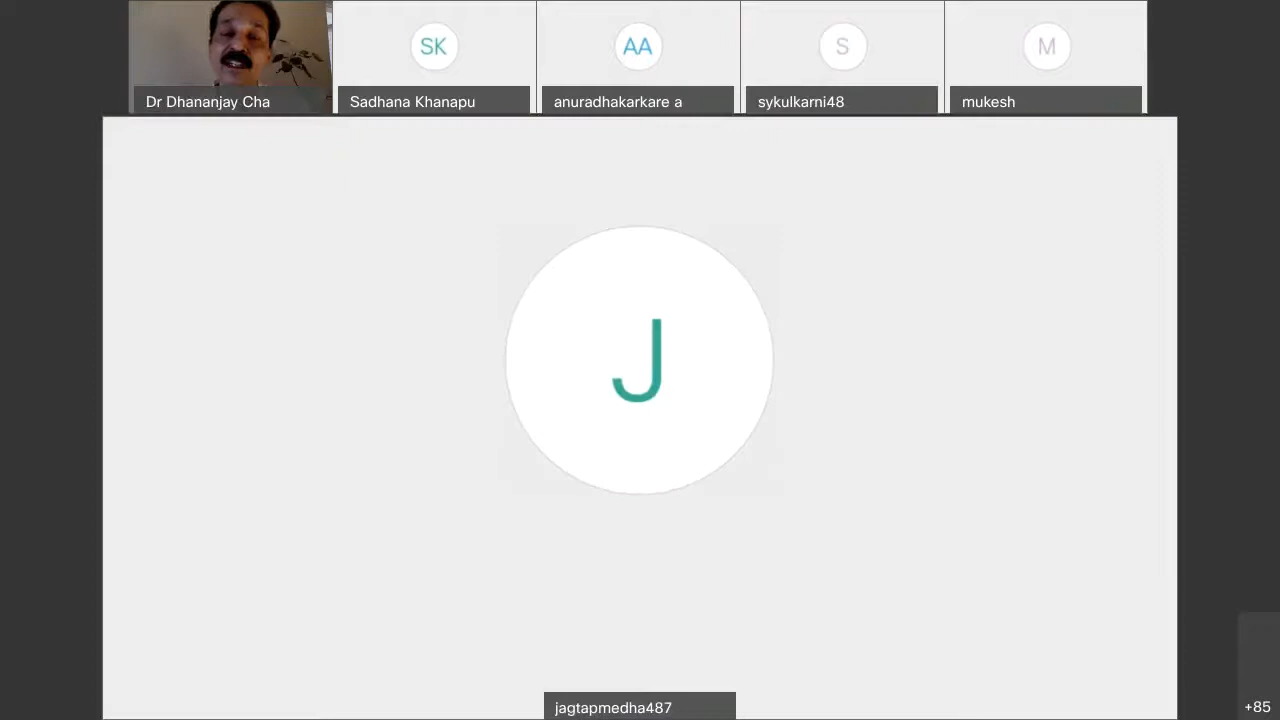 SK
AA
S
M
Dr Dhananjay Cha
Sadhana Khanapu
anuradhakarkare a
sykulkarni48
mukesh
J
jagtapmedha487
+85